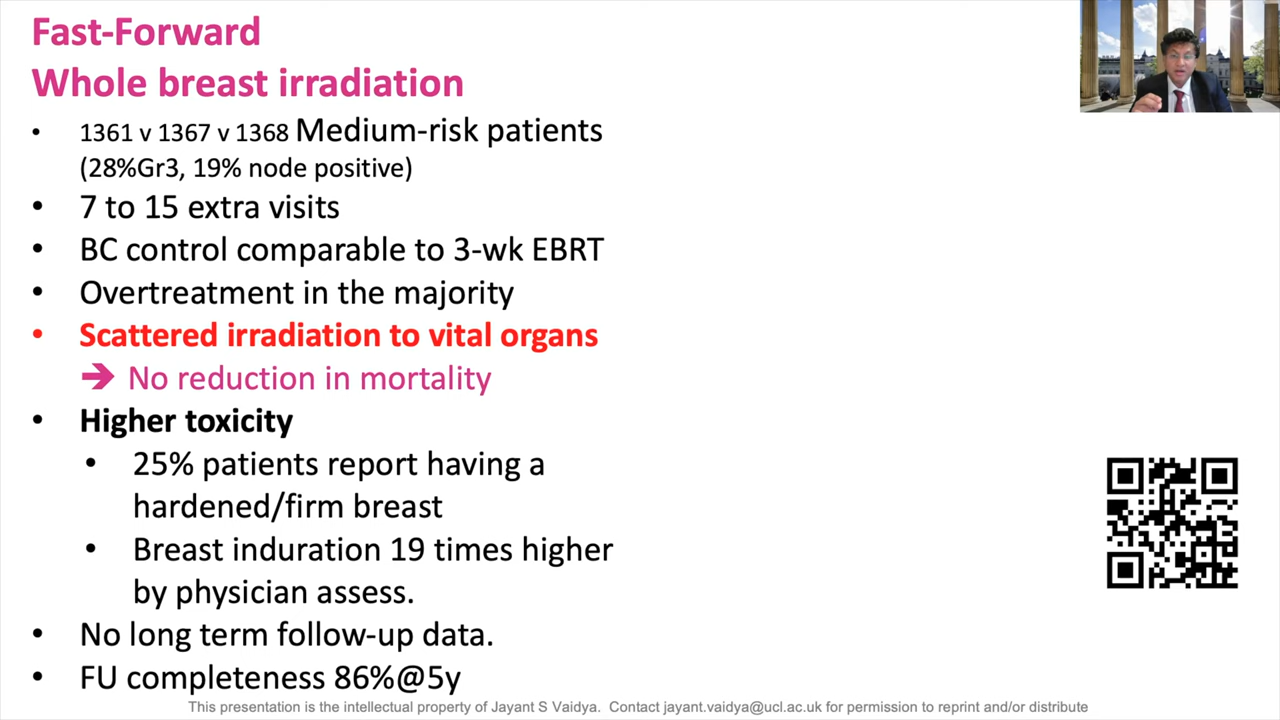 Fast-Forward
Whole breast irradiation
• 1361 v 1367 v 1368 Medium-risk patients
(28%Gr3, 19% node positive)
• 7 to 15 extra visits
• BC control comparable to 3-wk EBRT
• Overtreatment in the majority
• Scattered irradiation to vital organs
➔ No reduction in mortality
• Higher toxicity
• 25% patients report having a
hardened/firm breast
• Breast induration 19 times higher
by physician assess.
• No long term follow-up data.
• FU completeness 86%@5y
This presentation is the intellectual property of Jayant S Vaidya. Contact jayant.vaidya@ucl.ac.uk for permission to reprint and/or distribute